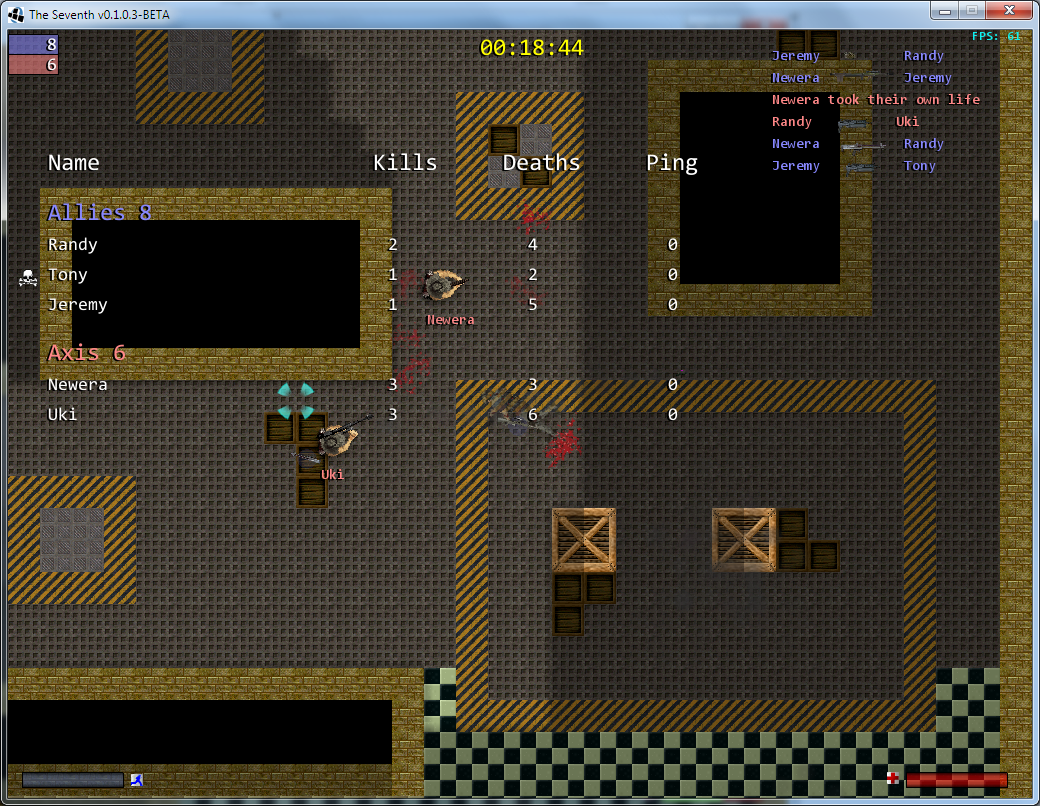 The Seventh v0.1.0.3-BETA
8
6
00:18:44
FPS: 61
Jeremy Randy
Newera Jeremy
Newera took their own life
Randy Uki
Newera Randy
Jeremy Tony
Name Kills Deaths Ping
Allies 8
Randy 2 4 0
Tony 1 2 0
Jeremy 1 5 0
Newera
Axis 6
Newera 3 3 0
Uki 3 6 0
Uki